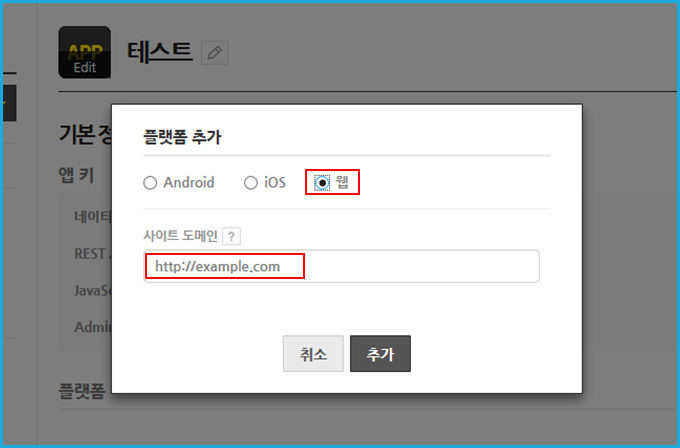 APP
Edit
테스트
기본 정
앱 키
네이티
REST A
JavaSc
Admin
플랫폼
플랫폼 추가
Android iOS 웹
사이트 도메인 ?
http://example.com
취소 추가